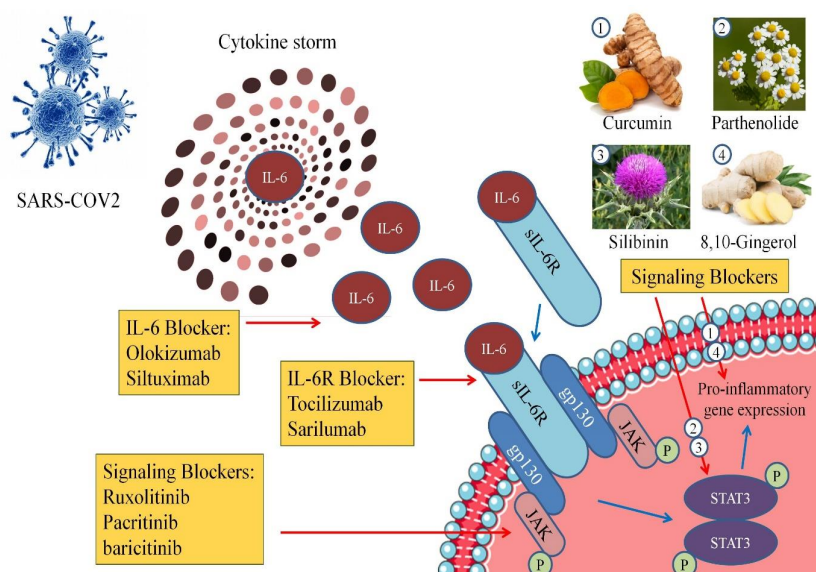 Cytokine storm
SARS-COV2
IL-6
IL-6
IL-6
IL-6
IL-6
sIL-6R
1
Curcumin
2
Parthenolide
3
Silibinin
4
8,10-Gingerol
Signaling Blockers
IL-6 Blocker:
Olokizumab
Siltuximab
IL-6R Blocker:
Tocilizumab
Sarilumab
Signaling Blockers:
Ruxolitinib
Pacritinib
baricitinib
IL-6
sIL-6R
gp130
gp130
JAK
P
JAK
P
1
4
Pro-inflammatory
gene expression
2
3
P
STAT3
STAT3
P